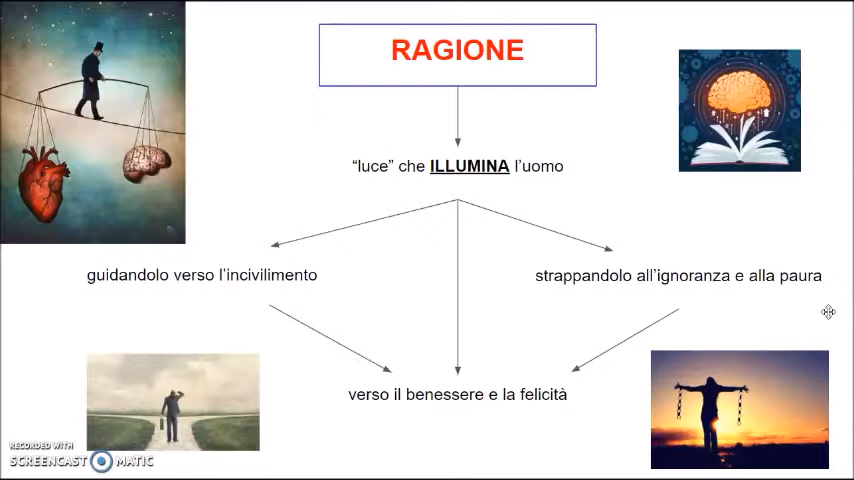 RAGIONE
“luce” che ILLUMINA l’uomo
guidandolo verso l’incivilimento
strappandolo all’ignoranza e alla paura
verso il benessere e la felicità
RECORDED WITH
SCREENCAST MATIC